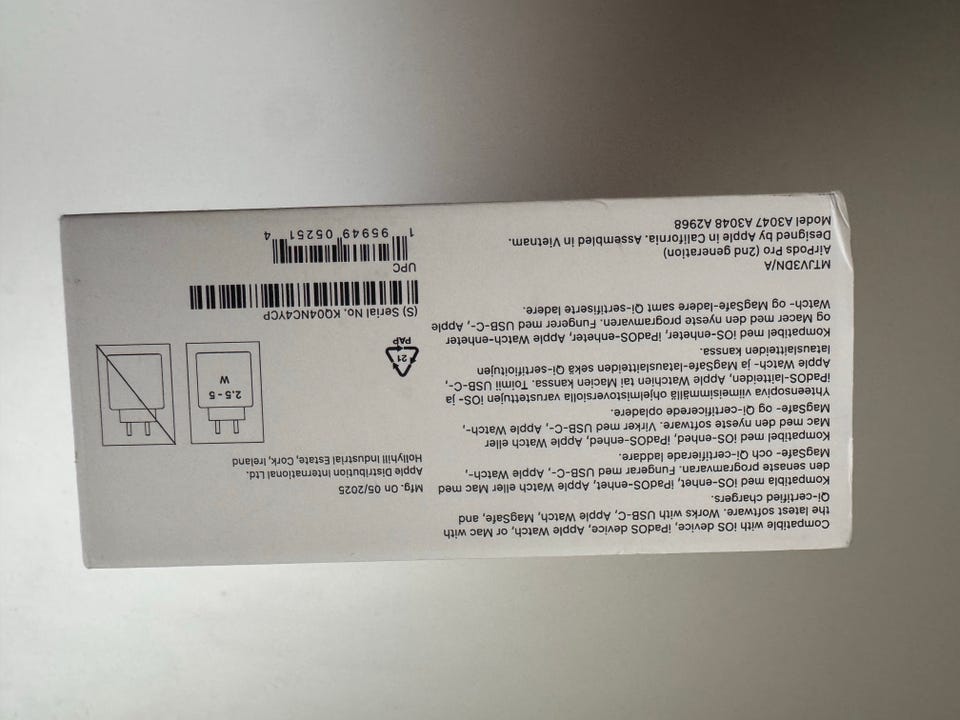 Compatible with iOS device, iPadOS device, Apple Watch, or Mac with
the latest software. Works with USB-C, Apple Watch, MagSafe, and
Qi-certified chargers.
Kompatibla med iOS-enhet, iPadOS-enhet, Apple Watch eller Mac med
den senaste programvaran. Fungerar med USB-C-, Apple Watch-,
MagSafe- och Qi-certifierade laddare.
Kompatibel med iOS-enhed, iPadOS-enhed, Apple Watch eller
Mac med den nyeste software. Virker med USB-C-, Apple Watch-,
MagSafe- og Qi-certificerede opladere.
Yhteensopiva viimeisimmällä ohjelmistoversiolla varustettujen iOS- ja
iPadOS-laitteiden, Apple Watchien tai Macien kanssa. Toimii USB-C-,
Apple Watch- ja MagSafe-latauslaitteiden sekä Qi-sertifioitujen
latauslaitteiden kanssa.
Kompatibel med iOS-enheter, iPadOS-enheter, Apple Watch-enheter
og Macer med den nyeste programvaren. Fungerer med USB-C-, Apple
Watch- og MagSafe-ladere samt Qi-sertifiserte ladere.
MTJV3DN/A
AirPods Pro (2nd generation)
Designed by Apple in California. Assembled in Vietnam.
Model A3047 A3048 A2968
Mfg. On 05/2025
Apple Distribution International Ltd.
Hollyhill Industrial Estate, Cork, Ireland
2.5 - 5
W
21
PAP
(S) Serial No. KQ04NC4YCP
UPC
1 95949 05251 4